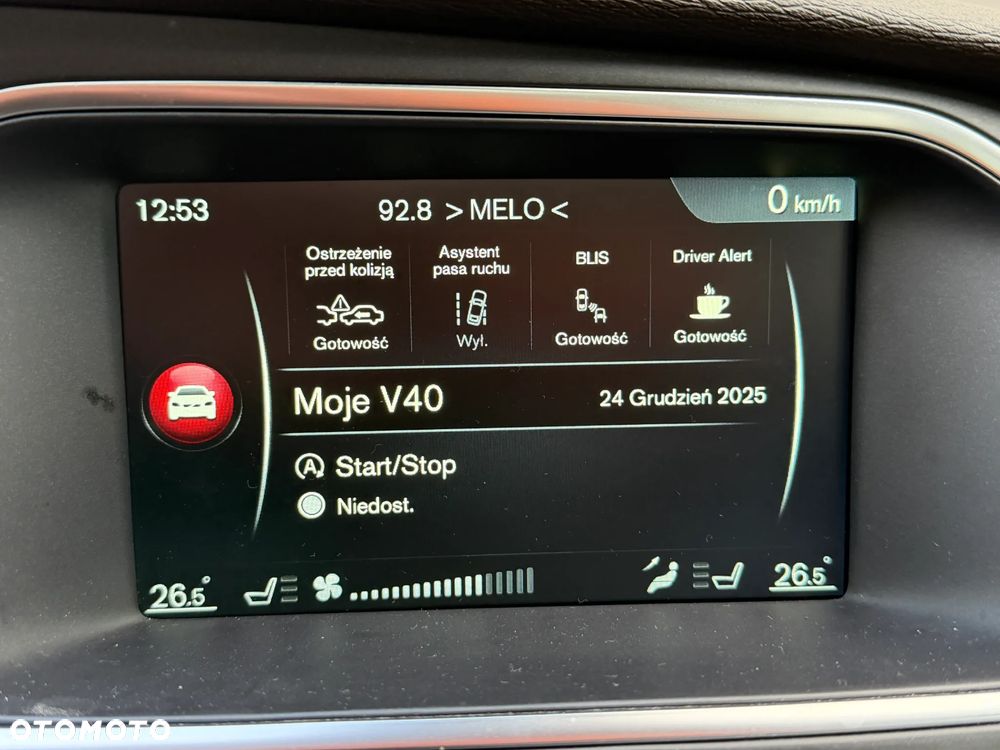 12:53
92.8 > MELO <
0 km/h
Ostrzeżenie
przed kolizją
Gotowość
Asystent
pasa ruchu
Wył.
BLIS
Gotowość
Driver Alert
Gotowość
Moje V40
24 Grudzień 2025
A Start/Stop
Niedost.
26.5°
26.5°
OTOMOTO